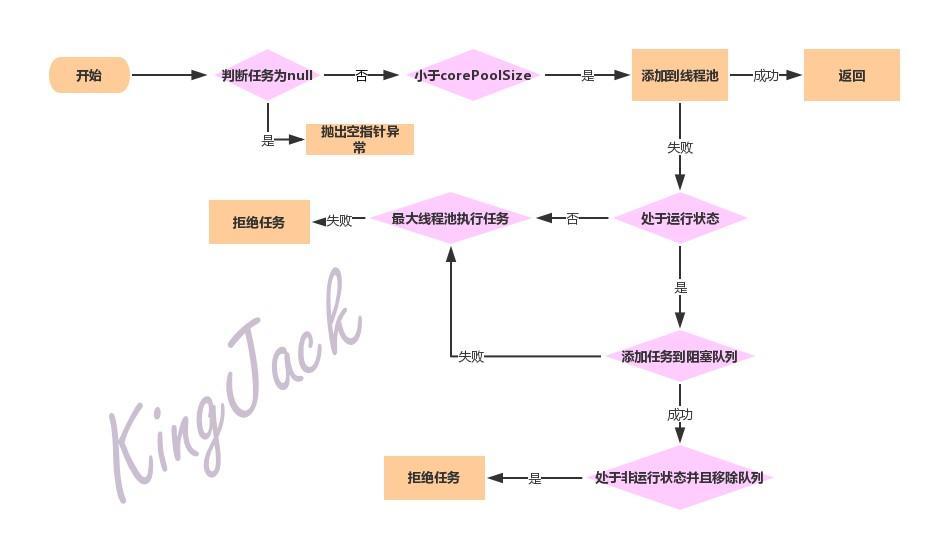 开始
判断任务为null
否
小于corePoolSize
是
添加到线程池
成功
返回
是
抛出空指针异
常
失败
拒绝任务
失败
最大线程池执行任务
否
处于运行状态
是
失败
添加任务到阻塞队列
成功
拒绝任务
是
处于非运行状态并且移除队列
KingJack